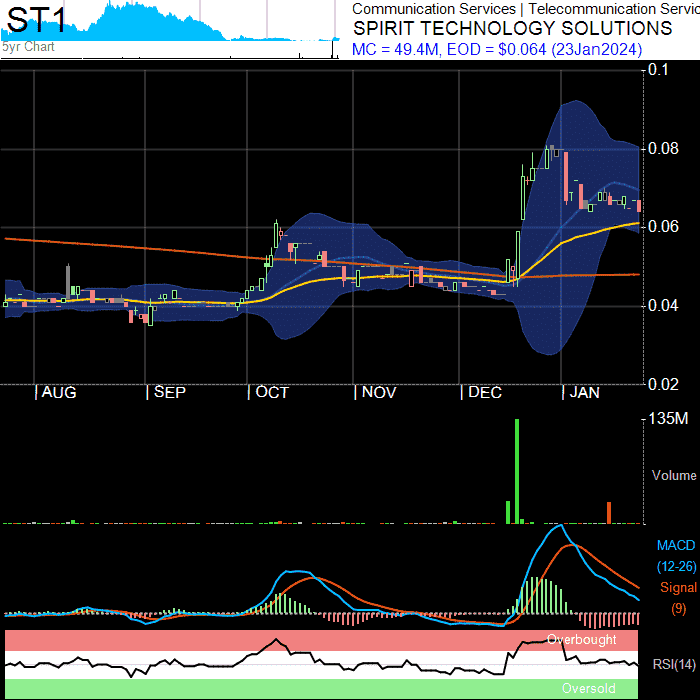 ST1
Communication Services | Telecommunication Servic
SPIRIT TECHNOLOGY SOLUTIONS
5yr Chart
MC = 49.4M, EOD = $0.064 (23Jan2024)
0.1
0.08
0.06
0.04
0.02
AUG
SEP
OCT
NOV
DEC
JAN
135M
Volume
MACD
(12-26)
Signal
(9)
Overbought
RSI(14)
Oversold